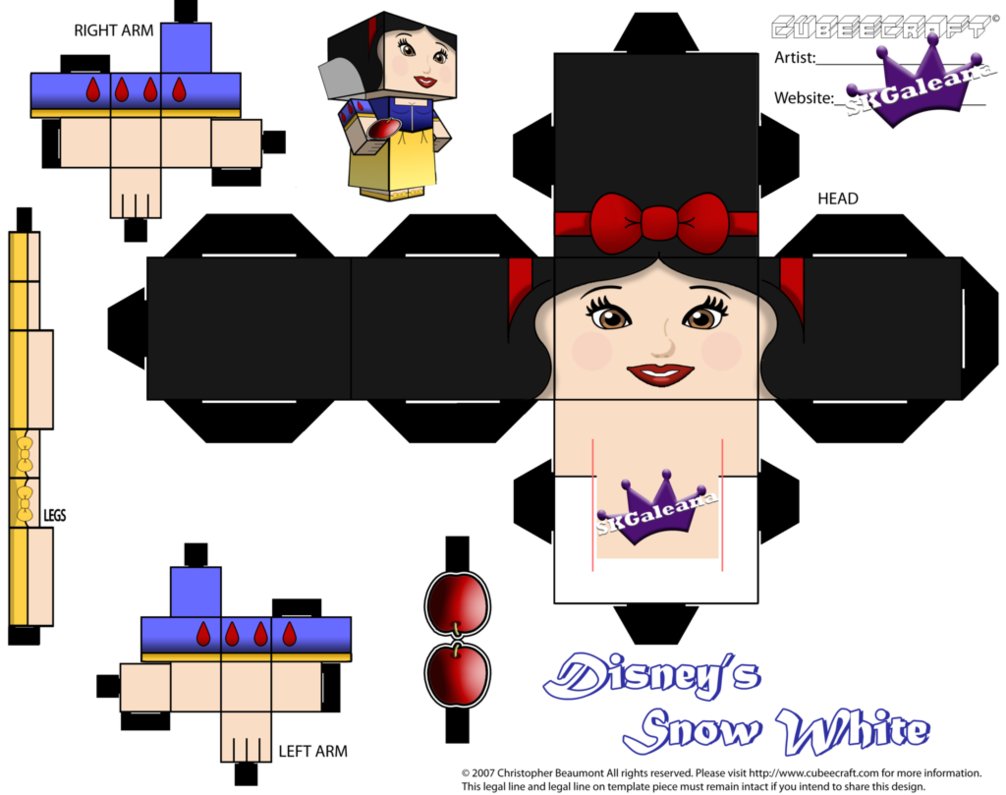 RIGHT ARM
CUBEECRAFT©
Artist:
Website:
SKGaleana
HEAD
LEGS
SKGaleana
LEFT ARM
Disney's
Snow White
© 2007 Christopher Beaumont All rights reserved. Please visit http://www.cubeecraft.com for more information.
This legal line and legal line on template piece must remain intact if you intend to share this design.